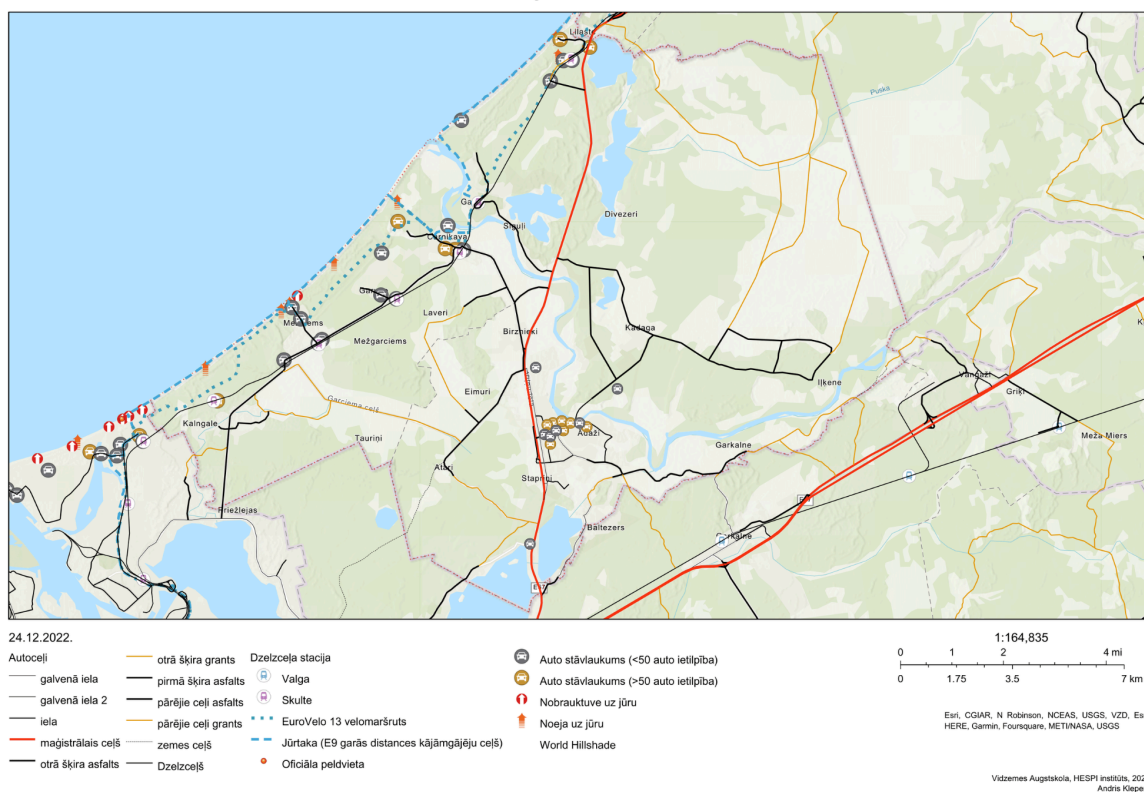 Lilaste
Puska
Ga
Divezeri
Siguļi
Carnikava
Gar
Laveri
Birznieki
Kadaga
Mežgarciems
Vangaži
Griķi
Iļķene
Eimuri
Garciema ceļš
Kalngale
Ādaži
Tauriņi
Garkalne
Meža Miers
Atari
Stapriņi
Priežlejas
Baltezers
24.12.2022.
1:164,835
Autoceļi
galvenā iela
galvenā iela 2
iela
maģistrālais ceļš
otrā šķira asfalts
otrā šķira grants
pirmā šķira asfalts
pārējie ceļi asfalts
pārējie ceļi grants
zemes ceļš
Dzelzceļš
Dzelzceļa stacija
Valga
Skulte
EuroVelo 13 velomaršruts
Jūrtaka (E9 garās distances kājāmgājēju ceļš)
Oficiāla peldvieta
Auto stāvlaukums (<50 auto ietilpība)
Auto stāvlaukums (>50 auto ietilpība)
Nobrauktuve uz jūru
Noeja uz jūru
World Hillshade
0 1 2 4 mi
0 1.75 3.5 7 km
Esri, CGIAR, N Robinson, NCEAS, USGS, VZD, Es
HERE, Garmin, Foursquare, METI/NASA, USGS
Vidzemes Augstskola, HESPI institūts, 202
Andris Klepe